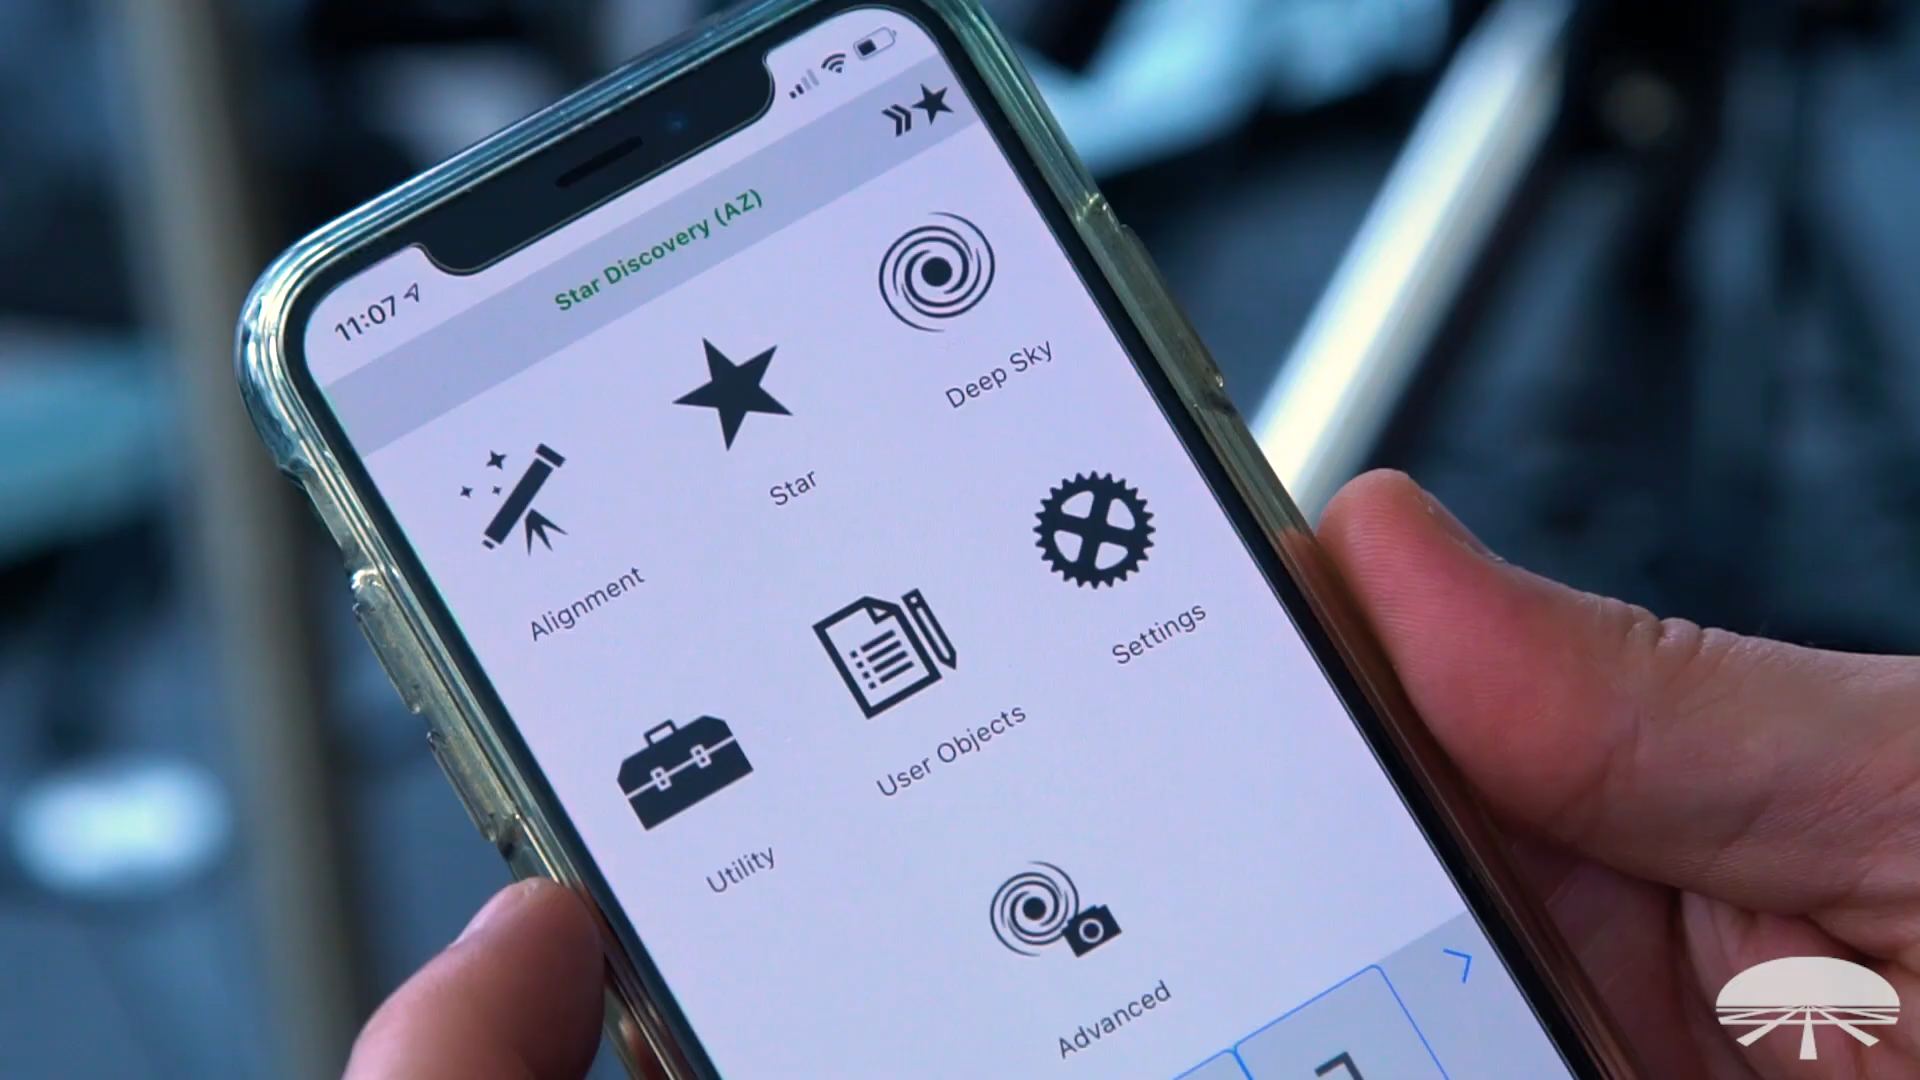 11:07
Star Discovery (AZ)
Alignment
Star
Deep Sky
Utility
User Objects
Settings
Advanced